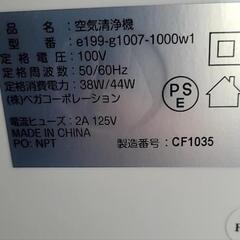 品名：空気清浄機
型番：e199-g1007-1000w1
定格電圧：100V
定格周波数：50/60Hz
定格消費電力：38W/44W
(株)ベガコーポレーション
PS
E
電流ヒューズ：2A 125V
MADE IN CHINA
PO: NPT
製造番号：CF1035